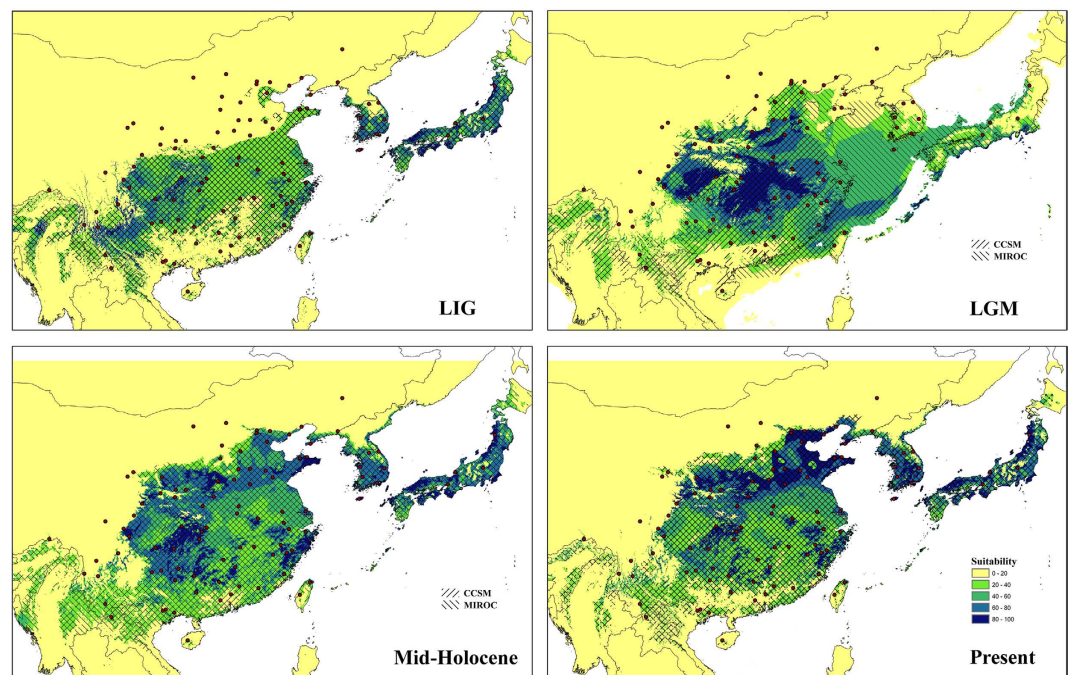 LIG
CCSM
MIROC
LGM
CCSM
MIROC
Mid-Holocene
Suitability
0 - 20
20 - 40
40 - 60
60 - 80
80 - 100
Present